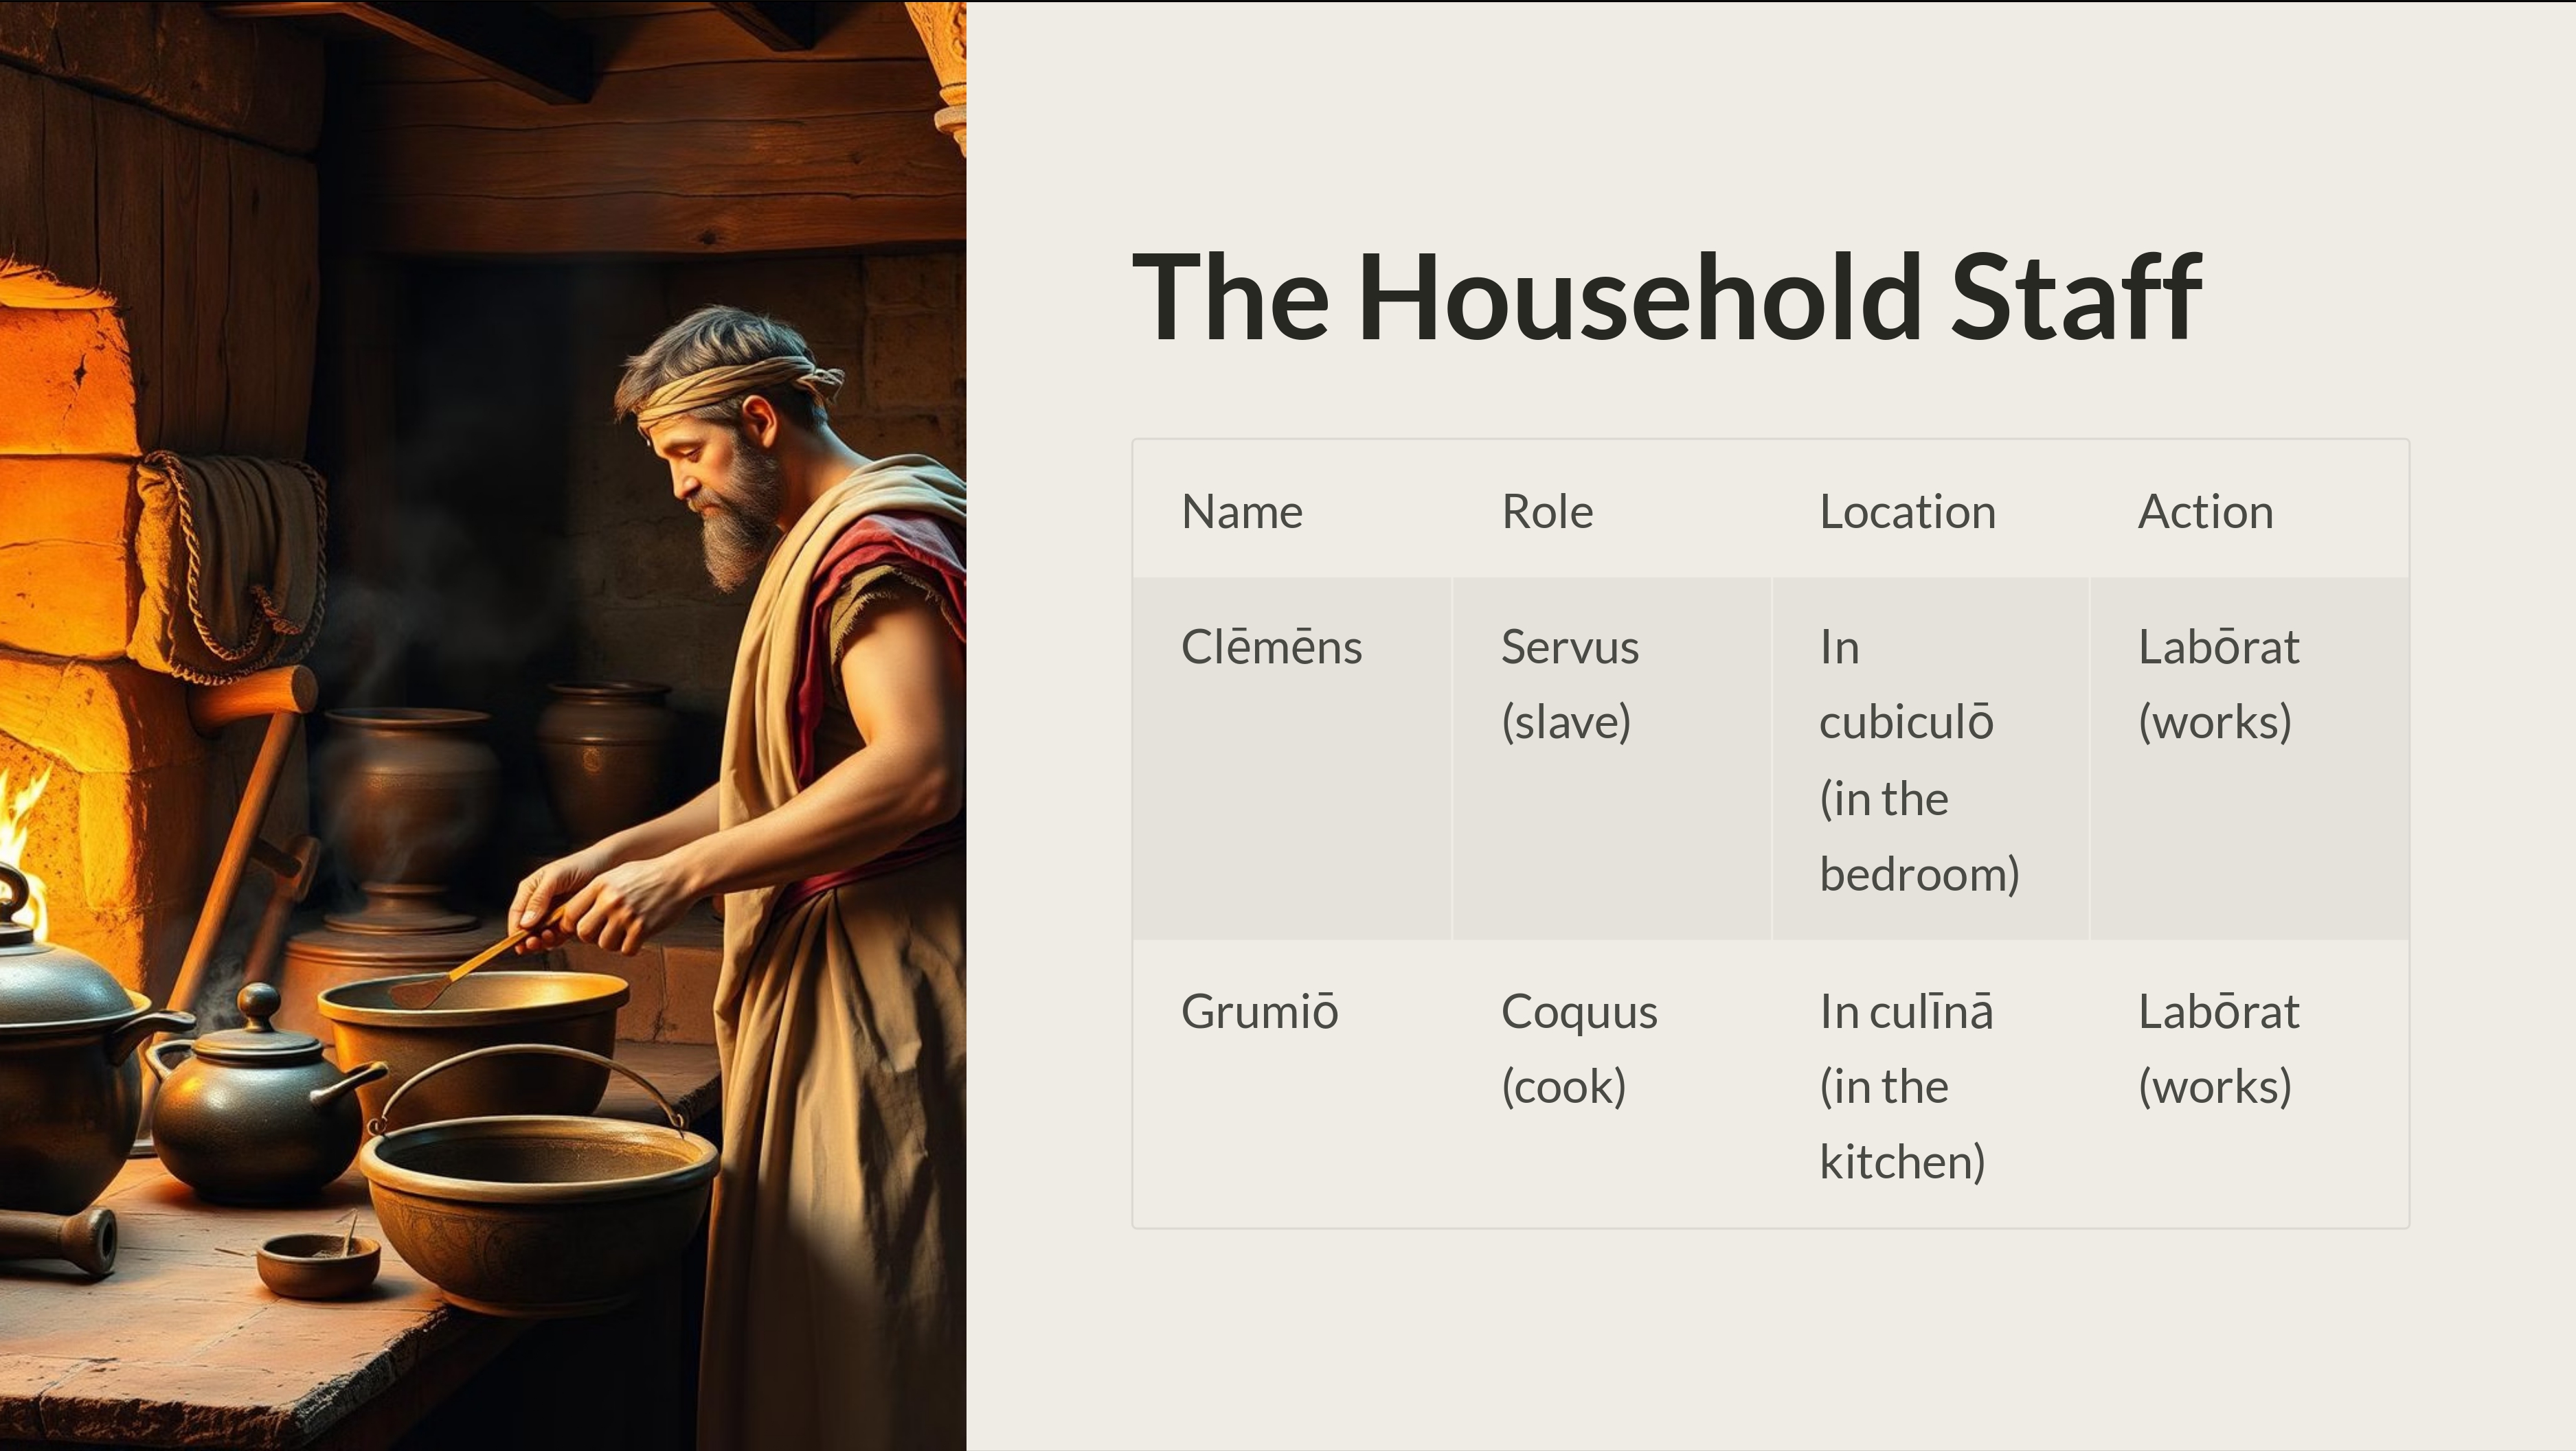 The Household Staff
Name Role Location Action
Clēmēns Servus In Labōrat
(slave) cubiculō (works)
(in the
bedroom)
Grumiō Coquus In culīnā Labōrat
(cook) (in the (works)
kitchen)